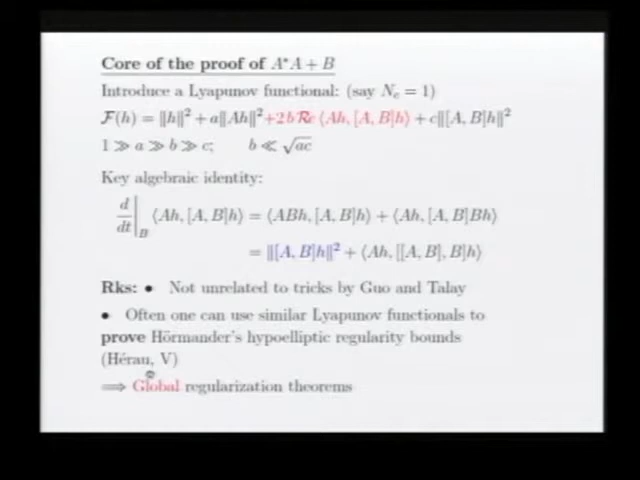 Core of the proof of A*A + B
Introduce a Lyapunov functional: (say N_c = 1)
ℱ(h) = ‖h‖² + a‖Ah‖² +2b ℛe ⟨Ah, [A, B]h⟩ + c‖[A, B]h‖²
1 ≫ a ≫ b ≫ c; b ≪ √ac
Key algebraic identity:
d/dt|_B ⟨Ah, [A, B]h⟩ = ⟨ABh, [A, B]h⟩ + ⟨Ah, [A, B]Bh⟩
= ‖[A, B]h‖² + ⟨Ah, [[A, B], B]h⟩
Rks: • Not unrelated to tricks by Guo and Talay
• Often one can use similar Lyapunov functionals to
prove Hörmander's hypoelliptic regularity bounds
(Hérau, V)
⟹ Global regularization theorems